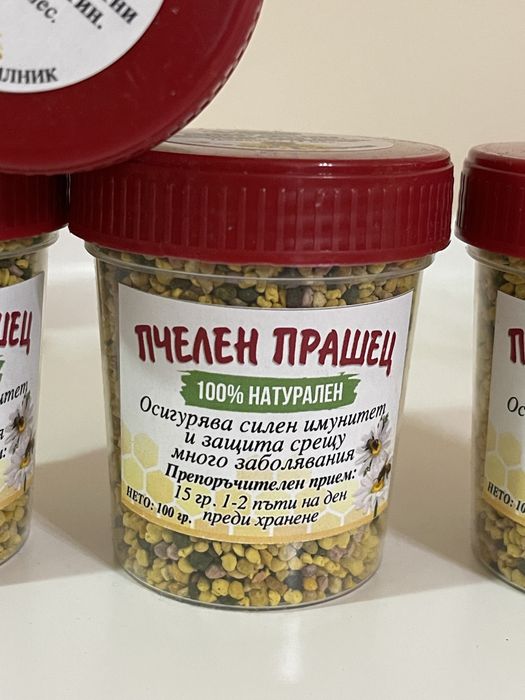 ПЧЕЛЕН ПРАШЕЦ
100% НАТУРАЛЕН
Осигурява силен имунитет
и защита срещу
много заболявания
Препоръчителен прием:
15 гр. 1-2 пъти на ден
преди хранене
НЕТО: 100 гр.